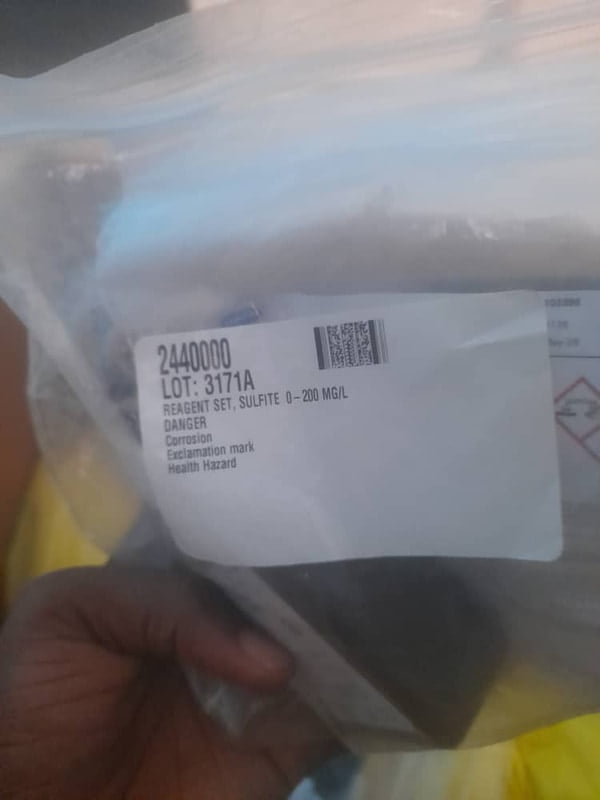 2440000
LOT: 3171A
REAGENT SET, SULFITE 0-200 MG/L
DANGER
Corrosion
Exclamation mark
Health Hazard